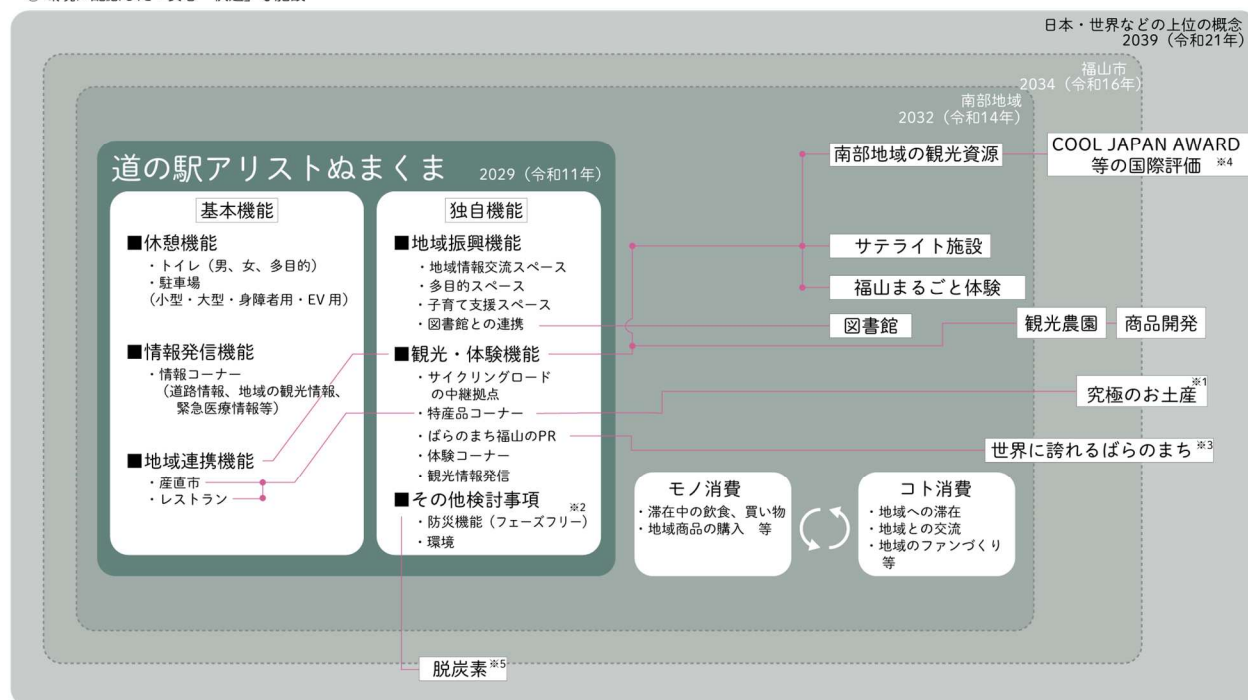 日本・世界などの上位の概念
2039（令和21年）
福山市
2034（令和16年）
南部地域
2032（令和14年）
道の駅アリストぬまくま 2029（令和11年）
基本機能
■休憩機能
・トイレ（男、女、多目的）
・駐車場
（小型・大型・身障者用・EV 用）
■情報発信機能
・情報コーナー
（道路情報、地域の観光情報、
緊急医療情報等）
■地域連携機能
・産直市
・レストラン
独自機能
■地域振興機能
・地域情報交流スペース
・多目的スペース
・子育て支援スペース
・図書館との連携
■観光・体験機能
・サイクリングロード
の中継拠点
・特産品コーナー
・ばらのまち福山のPR
・体験コーナー
・観光情報発信
■その他検討事項 ※2
・防災機能（フェーズフリー）
・環境
南部地域の観光資源
COOL JAPAN AWARD
等の国際評価 ※4
サテライト施設
福山まるごと体験
図書館
観光農園
商品開発
究極のお土産※1
世界に誇れるばらのまち※3
モノ消費
・滞在中の飲食、買い物
・地域商品の購入　等
コト消費
・地域への滞在
・地域との交流
・地域のファンづくり
等
脱炭素※5